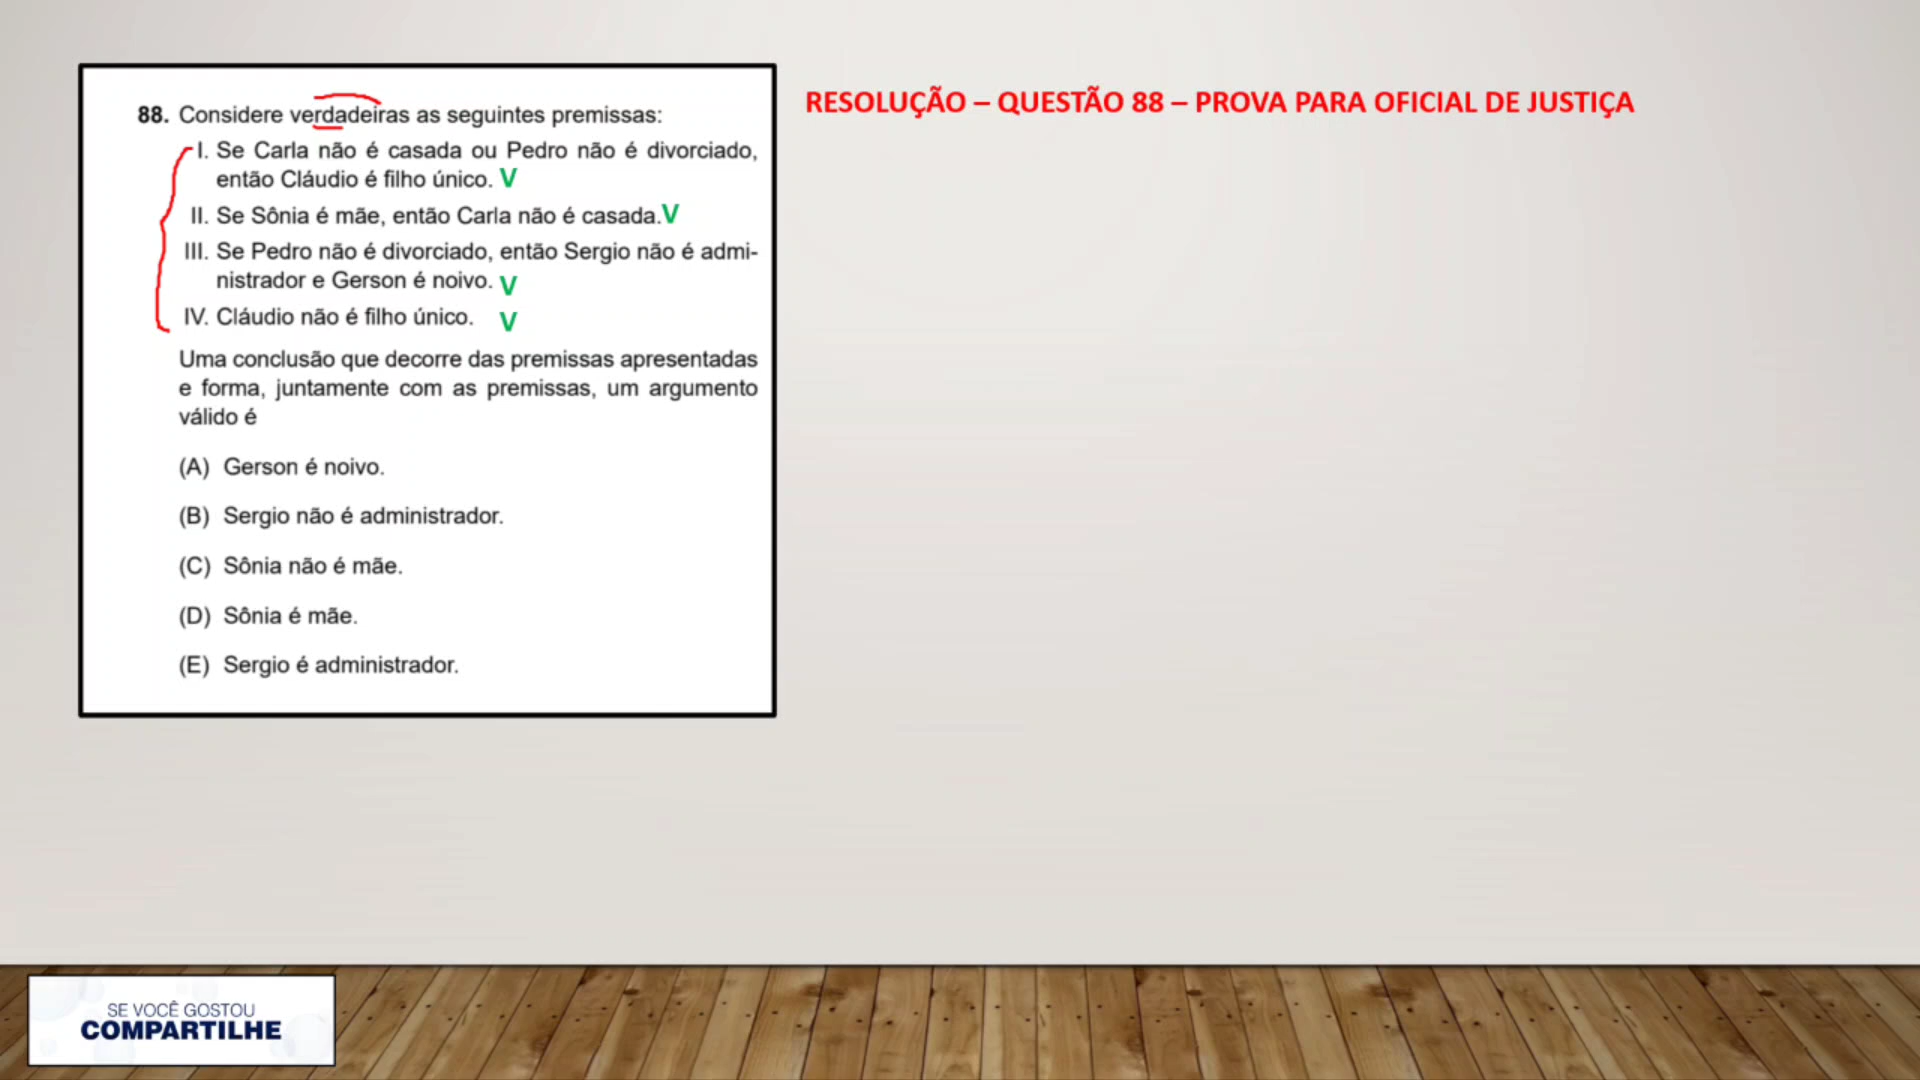 88. Considere verdadeiras as seguintes premissas:
I. Se Carla não é casada ou Pedro não é divorciado,
então Cláudio é filho único. V
II. Se Sônia é mãe, então Carla não é casada. V
III. Se Pedro não é divorciado, então Sergio não é admi-
nistrador e Gerson é noivo. V
IV. Cláudio não é filho único. V
Uma conclusão que decorre das premissas apresentadas
e forma, juntamente com as premissas, um argumento
válido é
(A) Gerson é noivo.
(B) Sergio não é administrador.
(C) Sônia não é mãe.
(D) Sônia é mãe.
(E) Sergio é administrador.
RESOLUÇÃO – QUESTÃO 88 – PROVA PARA OFICIAL DE JUSTIÇA
SE VOCÊ GOSTOU
COMPARTILHE